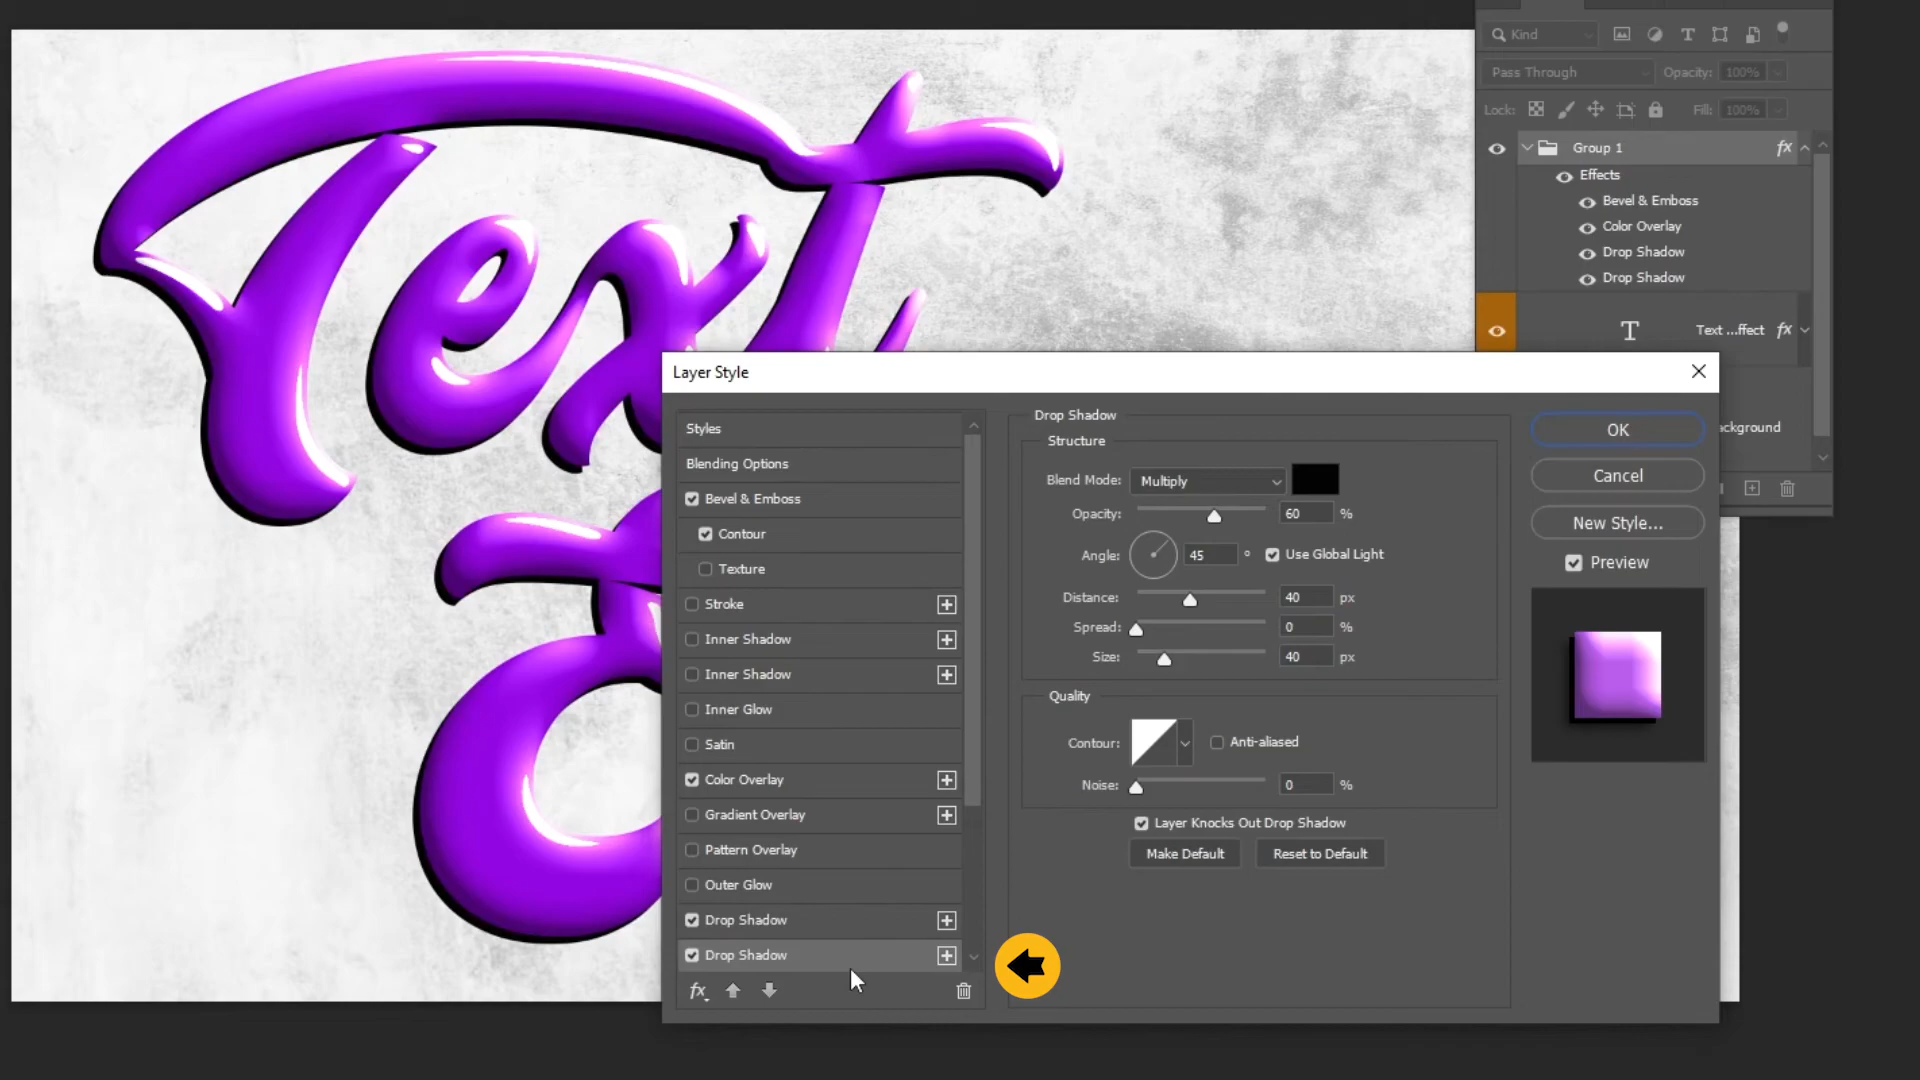 Text
Kind
Pass Through
Opacity: 100%
Lock:
Fill: 100%
Group 1
fx
Effects
Bevel & Emboss
Color Overlay
Drop Shadow
Drop Shadow
T
Text ...ffect
fx
ackground
Layer Style
Styles
Blending Options
Bevel & Emboss
Contour
Texture
Stroke
Inner Shadow
Inner Shadow
Inner Glow
Satin
Color Overlay
Gradient Overlay
Pattern Overlay
Outer Glow
Drop Shadow
Drop Shadow
fx
Drop Shadow
Structure
Blend Mode: Multiply
Opacity: 60 %
Angle: 45 ° Use Global Light
Distance: 40 px
Spread: 0 %
Size: 40 px
Quality
Contour: Anti-aliased
Noise: 0 %
Layer Knocks Out Drop Shadow
Make Default
Reset to Default
OK
Cancel
New Style...
Preview